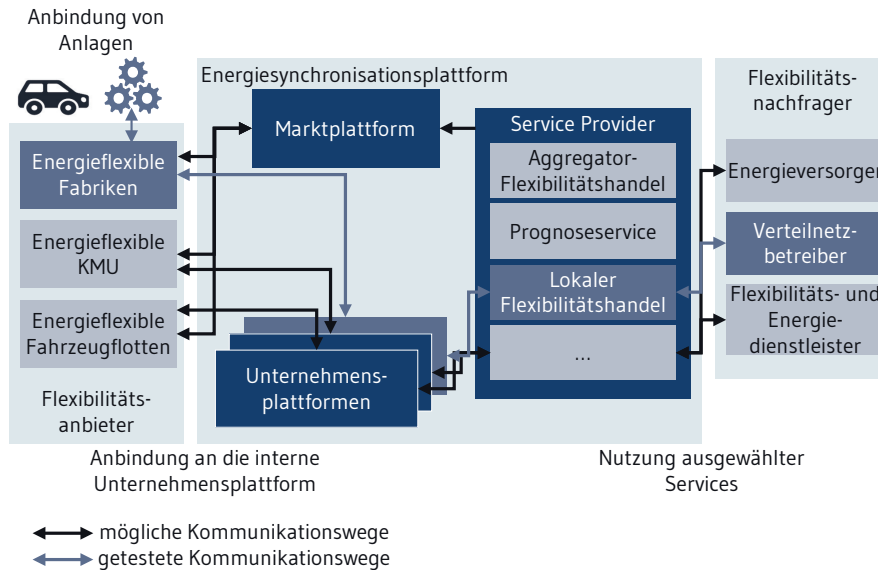 Anbindung von
Anlagen
Energiesynchronisationsplattform
Marktplattform
Service Provider
Aggregator-
Flexibilitätshandel
Prognoseservice
Lokaler
Flexibilitätshandel
...
Flexibilitäts-
nachfrager
Energieversorger
Verteilnetz-
betreiber
Flexibilitäts- und
Energie-
dienstleister
Energieflexible
Fabriken
Energieflexible
KMU
Energieflexible
Fahrzeugflotten
Flexibilitäts-
anbieter
Unternehmens-
plattformen
Anbindung an die interne
Unternehmensplattform
Nutzung ausgewählter
Services
mögliche Kommunikationswege
getestete Kommunikationswege